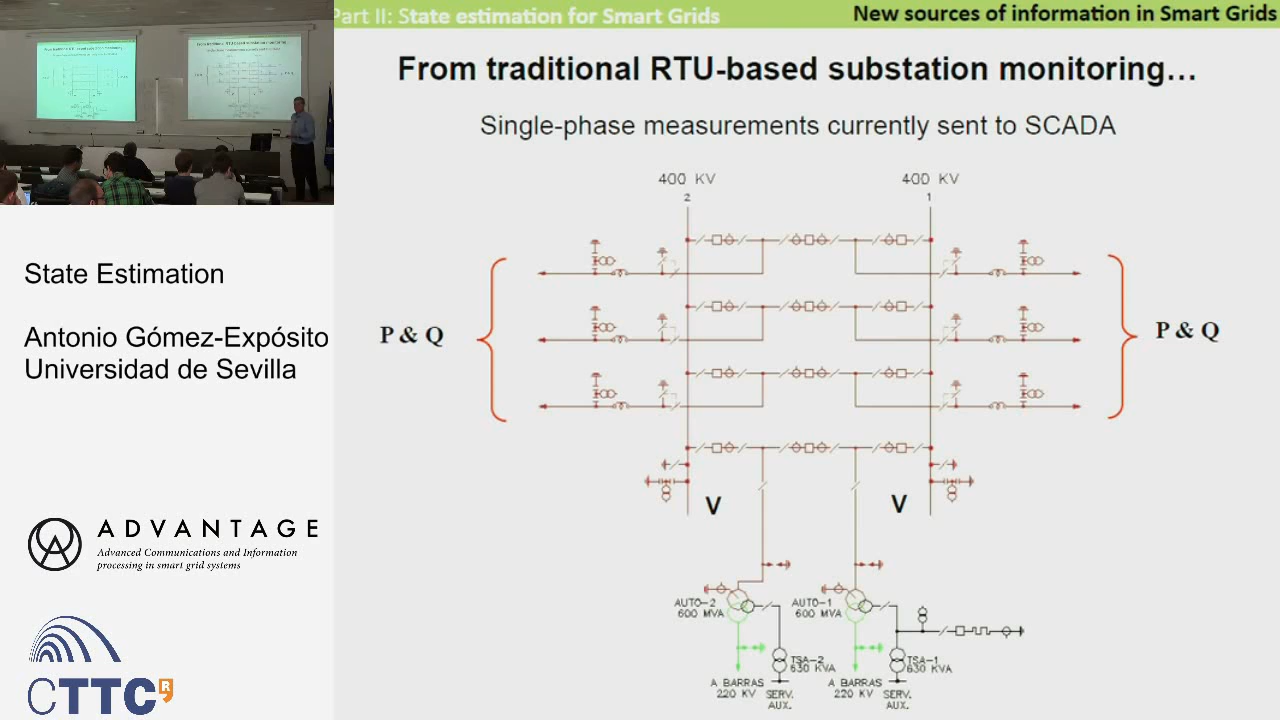 Part II: State estimation for Smart Grids
New sources of information in Smart Grids
From traditional RTU-based substation monitoring...
Single-phase measurements currently sent to SCADA
400 KV
2
400 KV
1
P & Q
P & Q
V
V
AUTO-2
600 MVA
AUTO-1
600 MVA
TSA-2
630 KVA
TSA-1
630 KVA
A BARRAS
220 KV
SERV.
AUX.
A BARRAS
220 KV
SERV.
AUX.
State Estimation
Antonio Gómez-Expósito
Universidad de Sevilla
ADVANTAGE
Advanced Communications and Information
processing in smart grid systems
CTTC